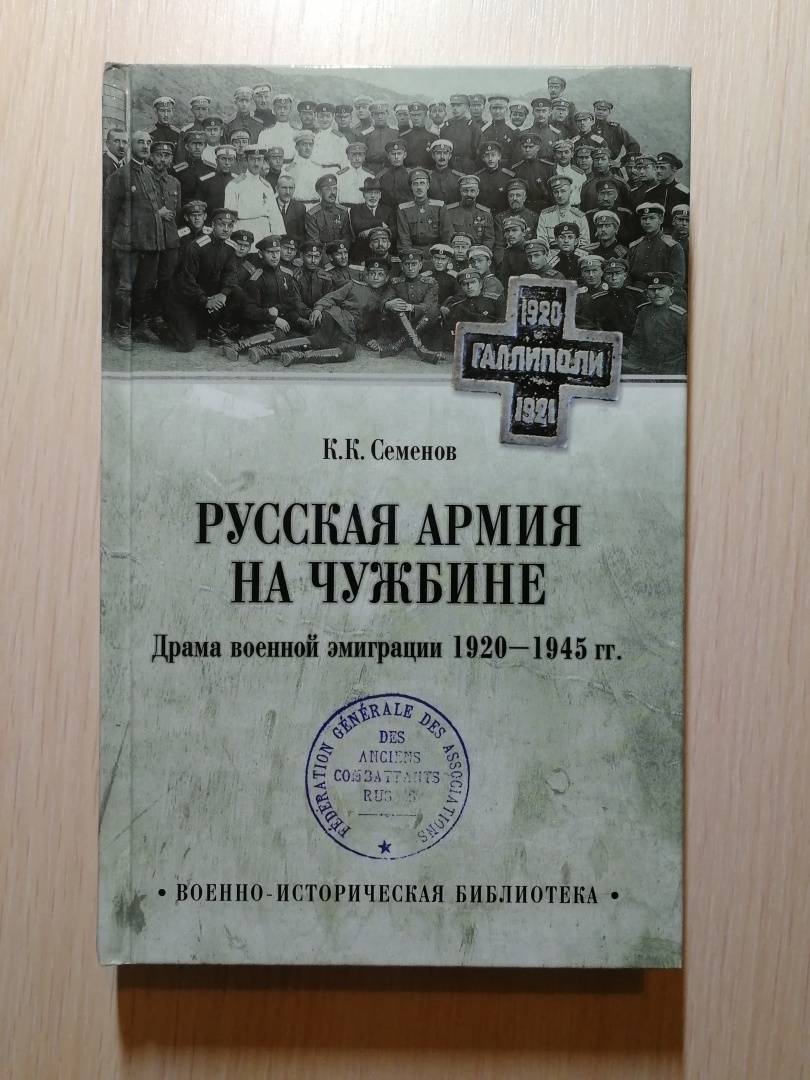 1920
ГАЛЛИПОЛИ
1921
К.К. Семенов
РУССКАЯ АРМИЯ
НА ЧУЖБИНЕ
Драма военной эмиграции 1920—1945 гг.
FÉDÉRATION GÉNÉRALE DES ASSOCIATIONS
DES
ANCIENS
COMBATTANTS
• ВОЕННО-ИСТОРИЧЕСКАЯ БИБЛИОТЕКА •